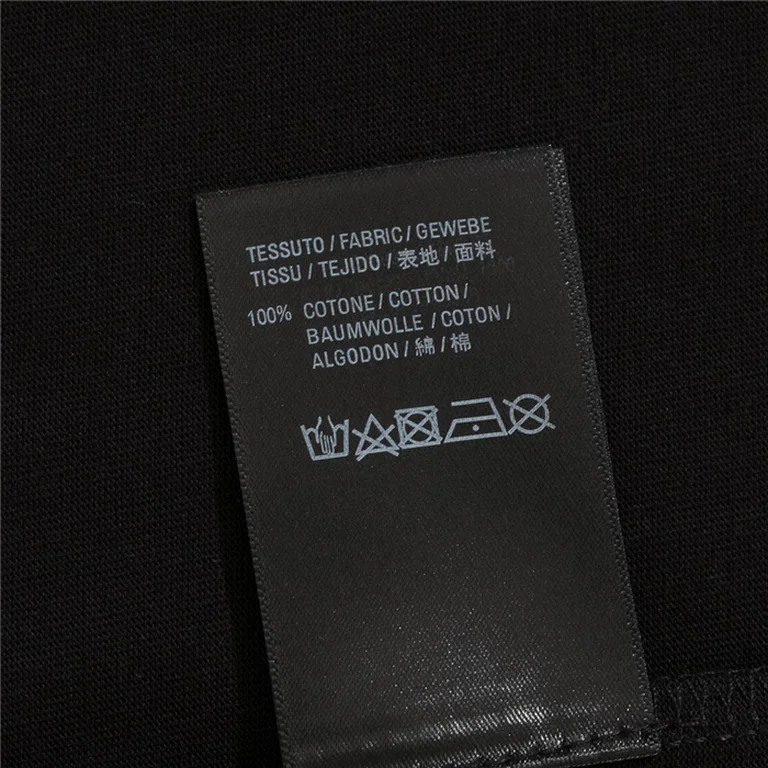 TESSUTO / FABRIC / GEWEBE
TISSU / TEJIDO / 表地 / 面料
100% COTONE / COTTON /
BAUMWOLLE / COTON /
ALGODON / 綿 / 棉